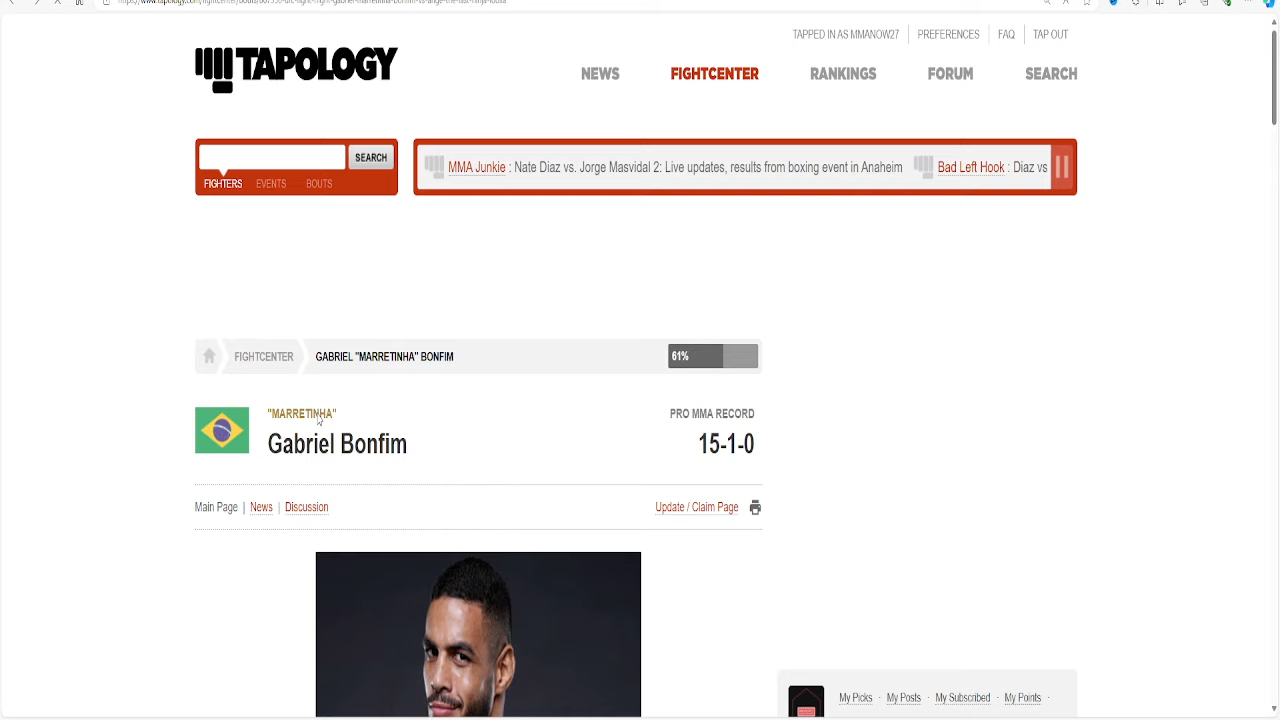 TAPPED IN AS MMANOW27 PREFERENCES FAQ TAP OUT
TAPOLOGY
NEWS FIGHTCENTER RANKINGS FORUM SEARCH
SEARCH
FIGHTERS EVENTS BOUTS
MMA Junkie : Nate Diaz vs. Jorge Masvidal 2: Live updates, results from boxing event in Anaheim Bad Left Hook : Diaz vs
FIGHTCENTER GABRIEL "MARRETINHA" BONFIM 61%
"MARRETINHA" PRO MMA RECORD
Gabriel Bonfim 15-1-0
Main Page | News | Discussion Update / Claim Page
My Picks · My Posts · My Subscribed · My Points ·